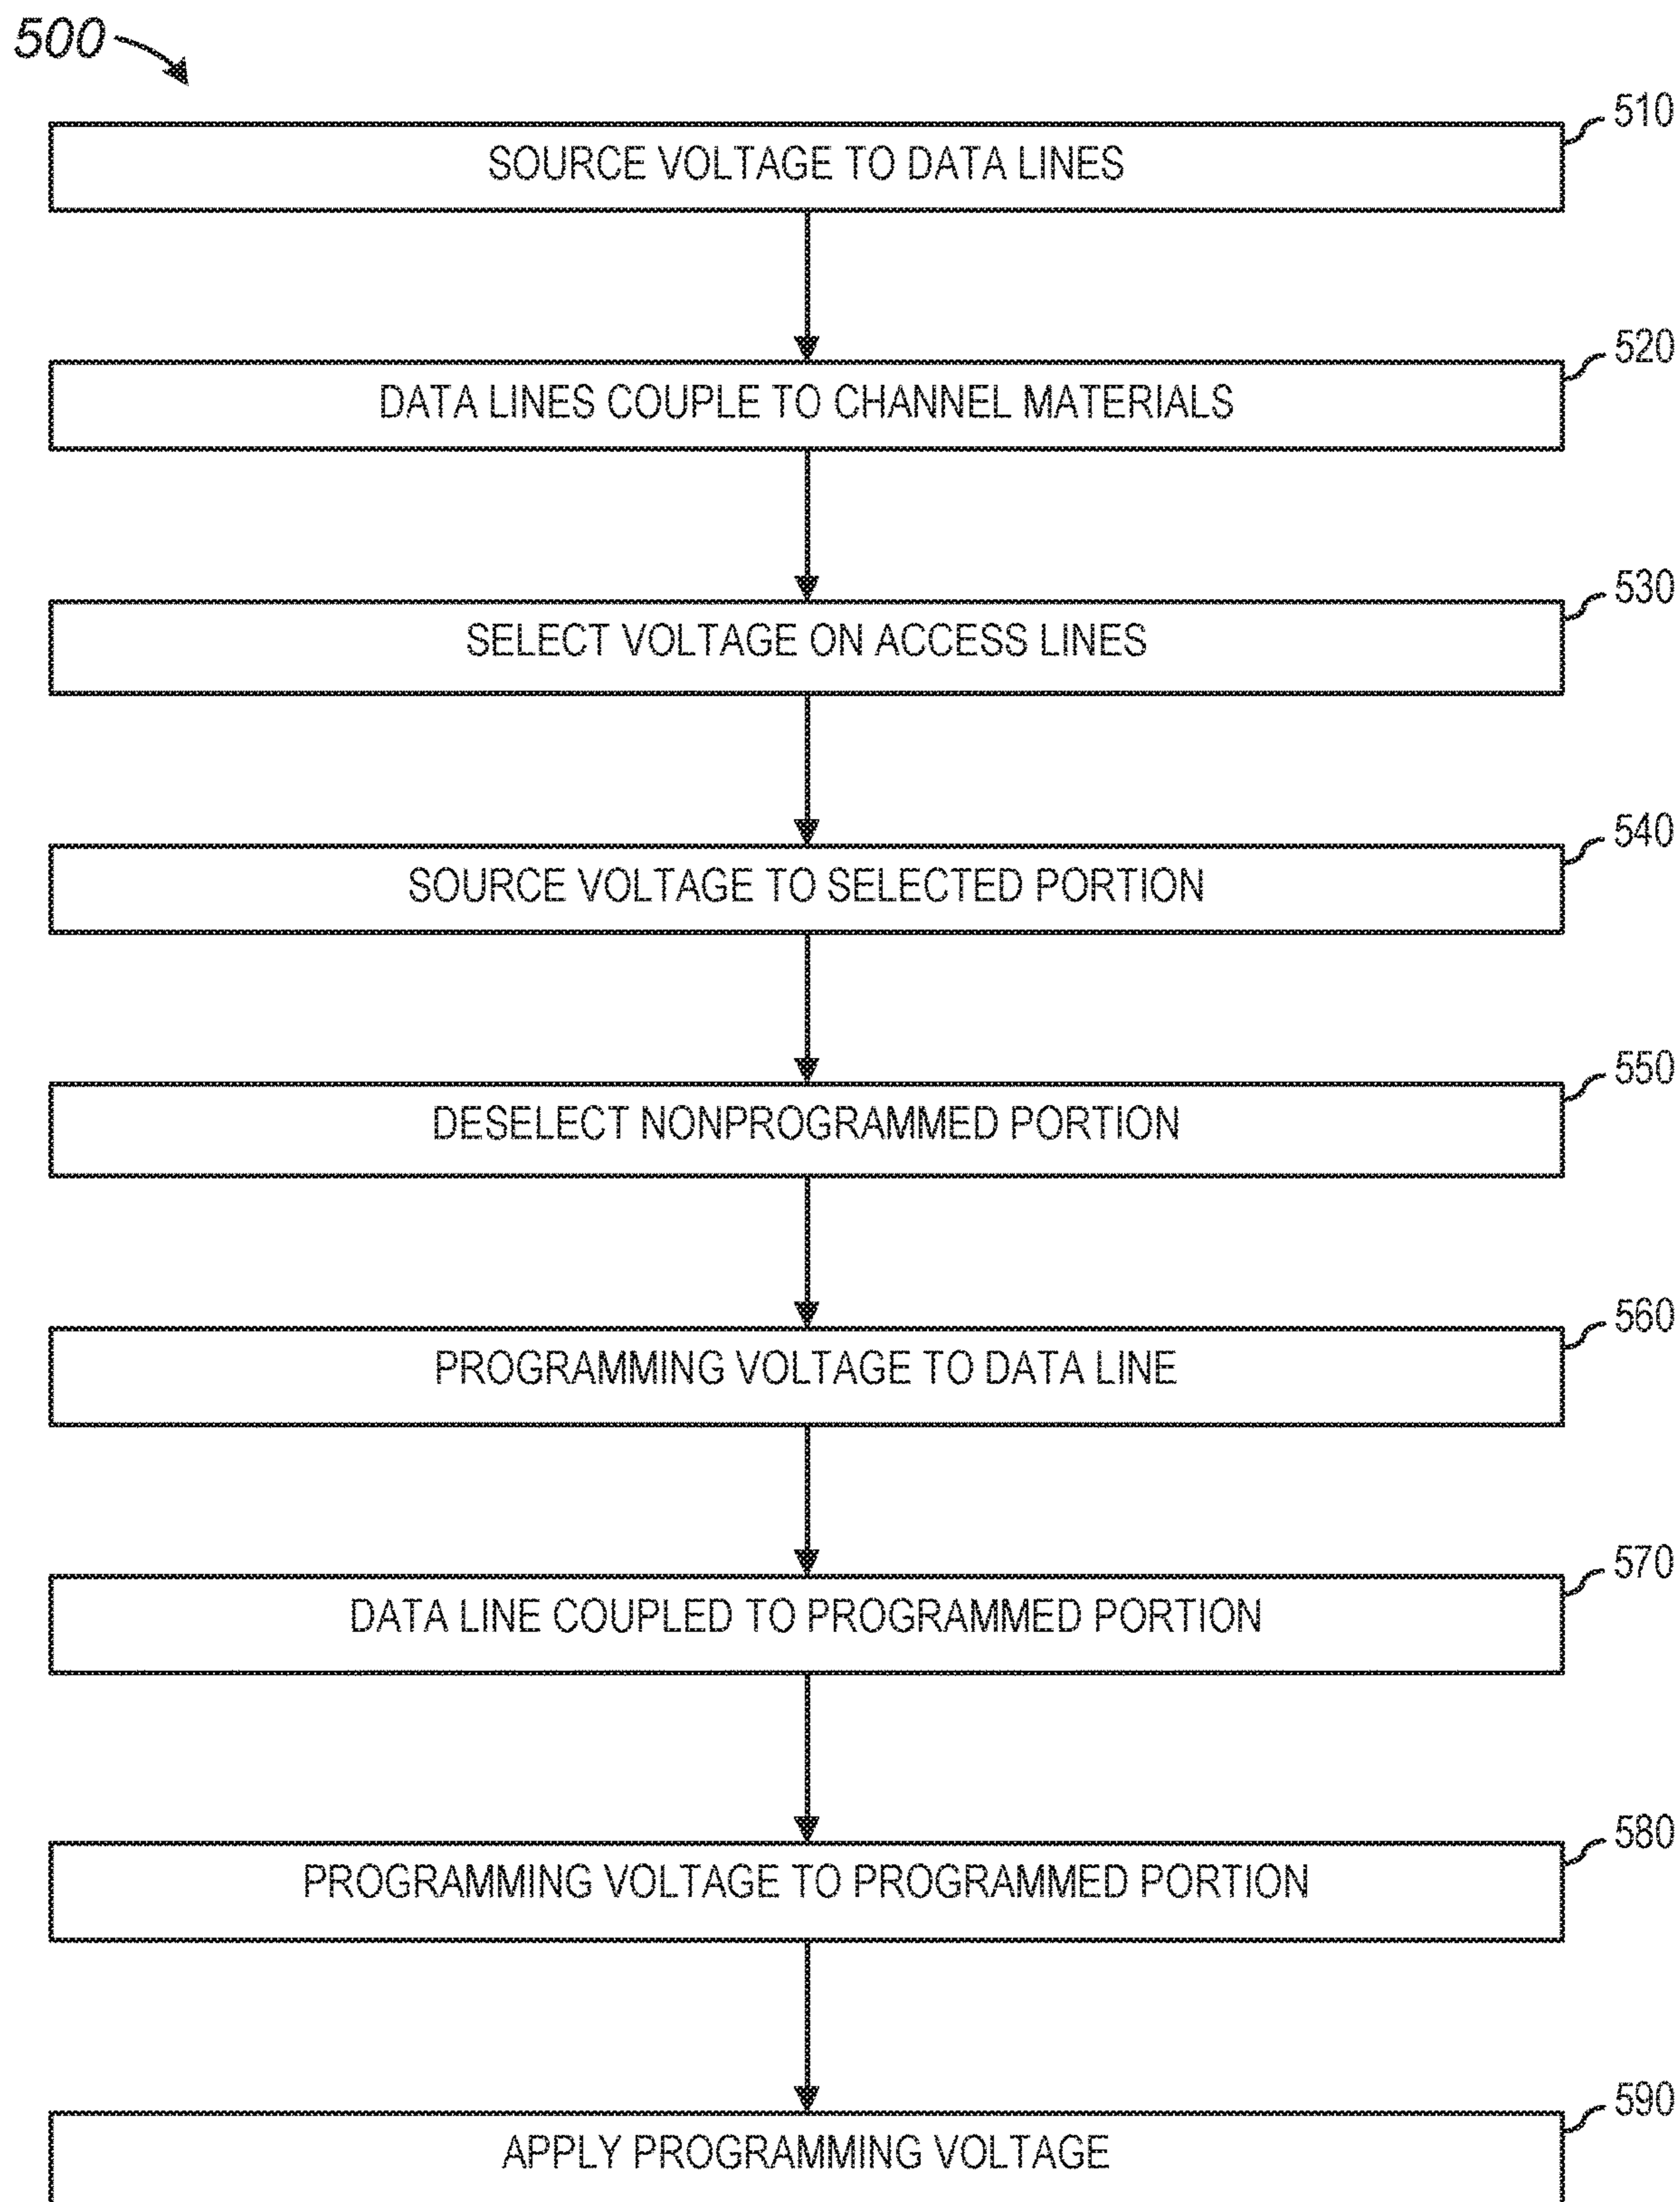 500
510
SOURCE VOLTAGE TO DATA LINES
520
DATA LINES COUPLE TO CHANNEL MATERIALS
530
SELECT VOLTAGE ON ACCESS LINES
540
SOURCE VOLTAGE TO SELECTED PORTION
550
DESELECT NONPROGRAMMED PORTION
560
PROGRAMMING VOLTAGE TO DATA LINE
570
DATA LINE COUPLED TO PROGRAMMED PORTION
580
PROGRAMMING VOLTAGE TO PROGRAMMED PORTION
590
APPLY PROGRAMMING VOLTAGE